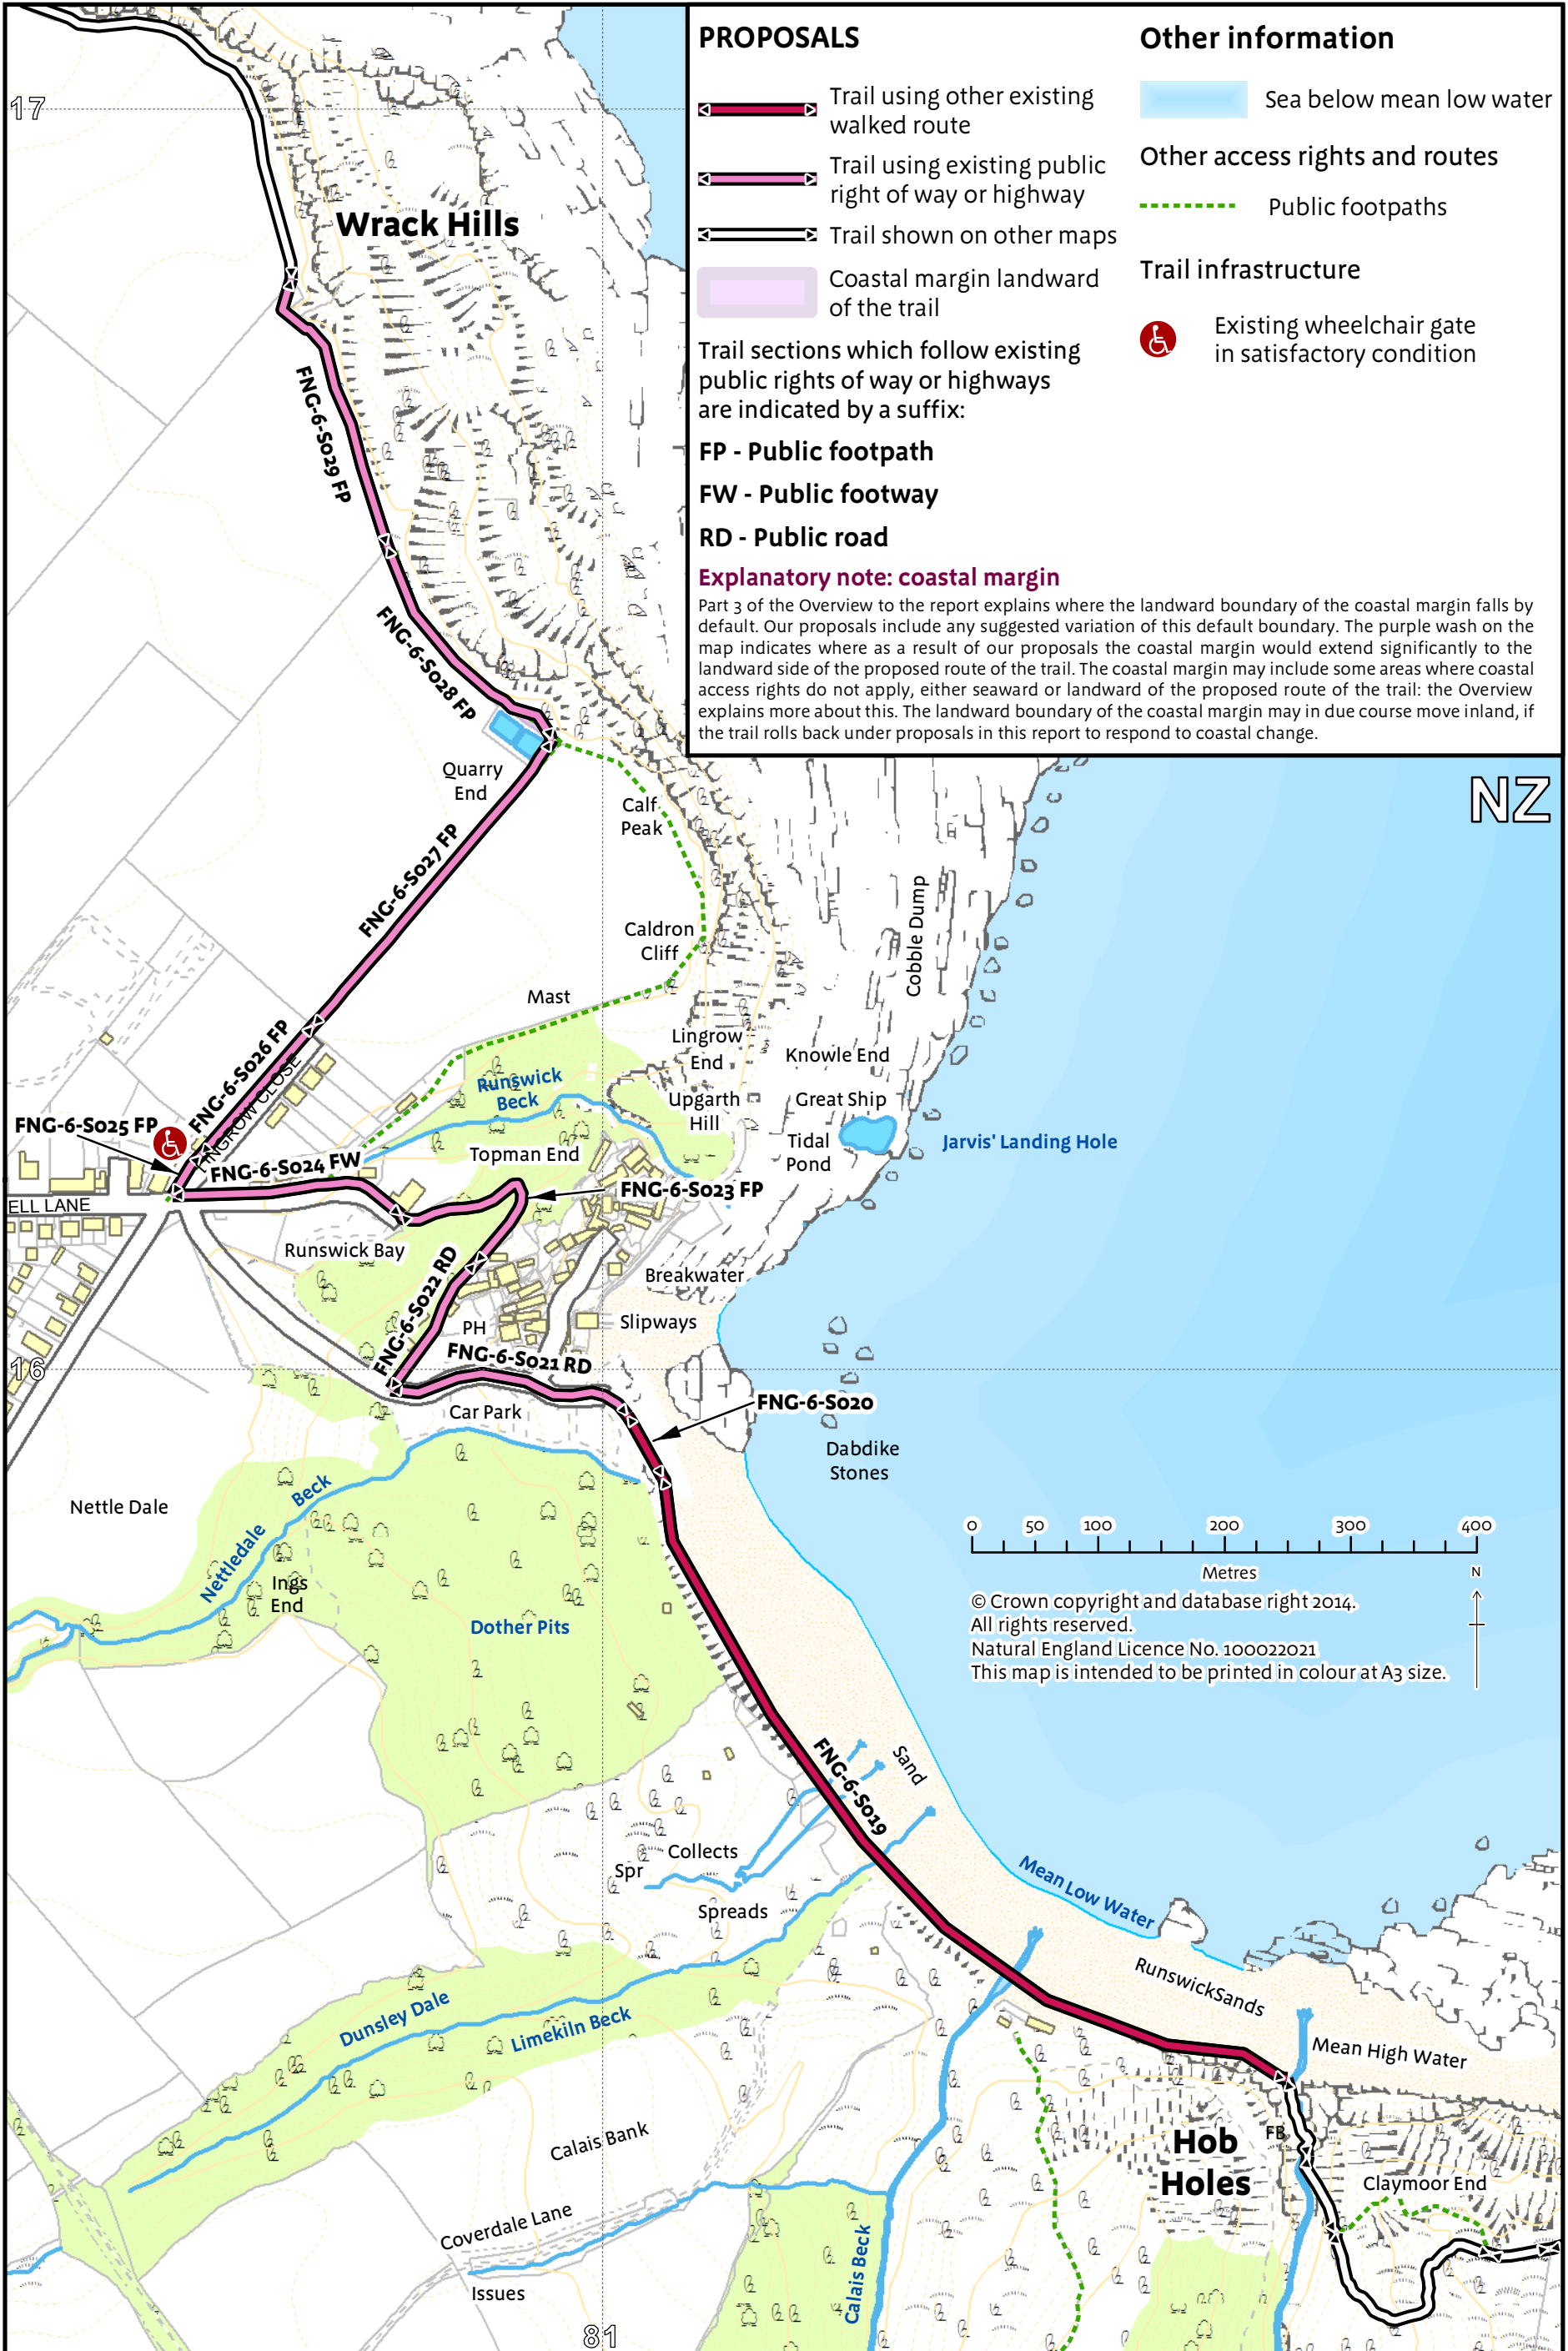 PROPOSALS
Trail using other existing
walked route
Trail using existing public
right of way or highway
Trail shown on other maps
Coastal margin landward
of the trail
Trail sections which follow existing
public rights of way or highways
are indicated by a suffix:
FP - Public footpath
FW - Public footway
RD - Public road
Other information
Sea below mean low water
Other access rights and routes
Public footpaths
Trail infrastructure
Existing wheelchair gate
in satisfactory condition
Explanatory note: coastal margin
Part 3 of the Overview to the report explains where the landward boundary of the coastal margin falls by
default. Our proposals include any suggested variation of this default boundary. The purple wash on the
map indicates where as a result of our proposals the coastal margin would extend significantly to the
landward side of the proposed route of the trail. The coastal margin may include some areas where coastal
access rights do not apply, either seaward or landward of the proposed route of the trail: the Overview
explains more about this. The landward boundary of the coastal margin may in due course move inland, if
the trail rolls back under proposals in this report to respond to coastal change.
17
Wrack Hills
FNG-6-S029 FP
FNG-6-S028 FP
NZ
Quarry
End
Calf
Peak
FNG-6-S027 FP
Cobble Dump
Caldron
Cliff
Mast
Lingrow
End
Knowle End
FNG-6-S026 FP
LINGROW CLOSE
Runswick
Beck
Upgarth
Hill
Great Ship
FNG-6-S025 FP
Tidal
Pond
Jarvis' Landing Hole
Topman End
FNG-6-S024 FW
FNG-6-S023 FP
ELL LANE
Runswick Bay
FNG-6-S022 RD
Breakwater
PH
Slipways
16
FNG-6-S021 RD
FNG-6-S020
Car Park
Dabdike
Stones
Nettle Dale
Nettledale
Beck
Ings
End
Dother Pits
0 50 100 200 300 400
Metres
N
© Crown copyright and database right 2014.
All rights reserved.
Natural England Licence No. 100022021
This map is intended to be printed in colour at A3 size.
FNG-6-S019
Sand
Collects
Spr
Spreads
Mean Low Water
RunswickSands
Dunsley Dale
Limekiln Beck
Mean High Water
Calais Bank
FB
Hob
Holes
Claymoor End
Coverdale Lane
Calais Beck
Issues
81